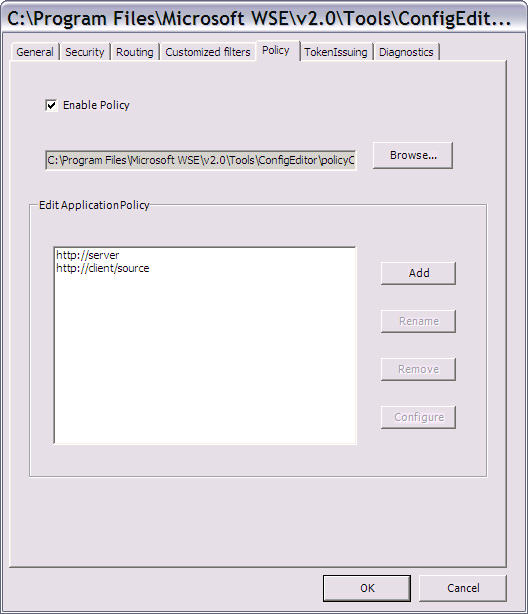 C:\Program Files\Microsoft WSE\v2.0\Tools\ConfigEdit...
General Security Routing Customized filters Policy TokenIssuing Diagnostics
Enable Policy
C:\Program Files\Microsoft WSE\v2.0\Tools\ConfigEditor\policyC Browse...
Edit Application Policy
http://server
http://client/source
Add
Rename
Remove
Configure
OK Cancel